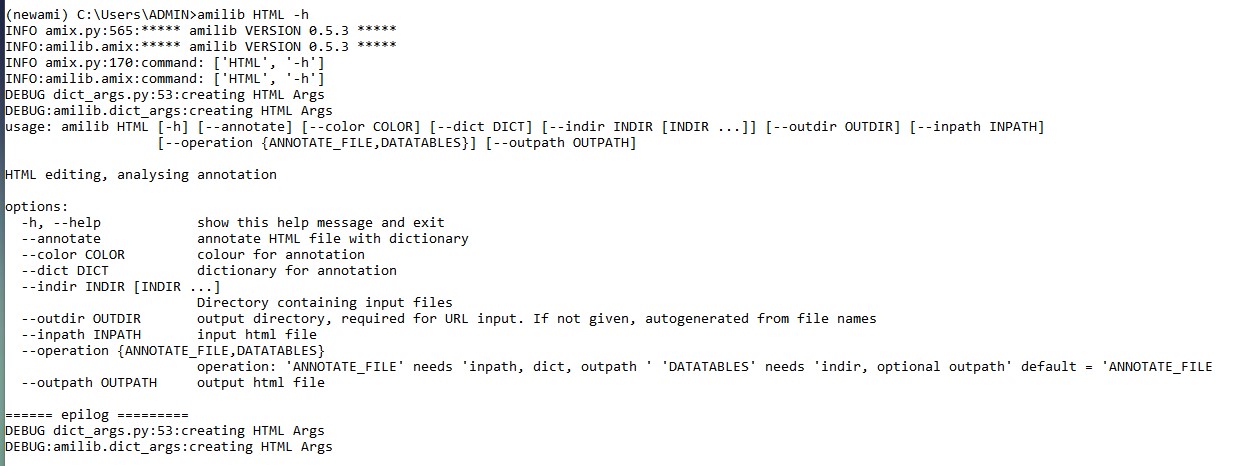 (newami) C:\Users\ADMIN>amilib HTML -h
INFO amix.py:565:***** amilib VERSION 0.5.3 *****
INFO:amilib.amix:***** amilib VERSION 0.5.3 *****
INFO amix.py:170:command: ['HTML', '-h']
INFO:amilib.amix:command: ['HTML', '-h']
DEBUG dict_args.py:53:creating HTML Args
DEBUG:amilib.dict_args:creating HTML Args
usage: amilib HTML [-h] [--annotate] [--color COLOR] [--dict DICT] [--indir INDIR [INDIR ...]] [--outdir OUTDIR] [--inpath INPATH]
                   [--operation {ANNOTATE_FILE,DATATABLES}] [--outpath OUTPATH]

HTML editing, analysing annotation

options:
  -h, --help            show this help message and exit
  --annotate            annotate HTML file with dictionary
  --color COLOR         colour for annotation
  --dict DICT           dictionary for annotation
  --indir INDIR [INDIR ...]
                        Directory containing input files
  --outdir OUTDIR       output directory, required for URL input. If not given, autogenerated from file names
  --inpath INPATH       input html file
  --operation {ANNOTATE_FILE,DATATABLES}
                        operation: 'ANNOTATE_FILE' needs 'inpath, dict, outpath ' 'DATATABLES' needs 'indir, optional outpath' default = 'ANNOTATE_FILE
  --outpath OUTPATH     output html file

====== epilog =========
DEBUG dict_args.py:53:creating HTML Args
DEBUG:amilib.dict_args:creating HTML Args